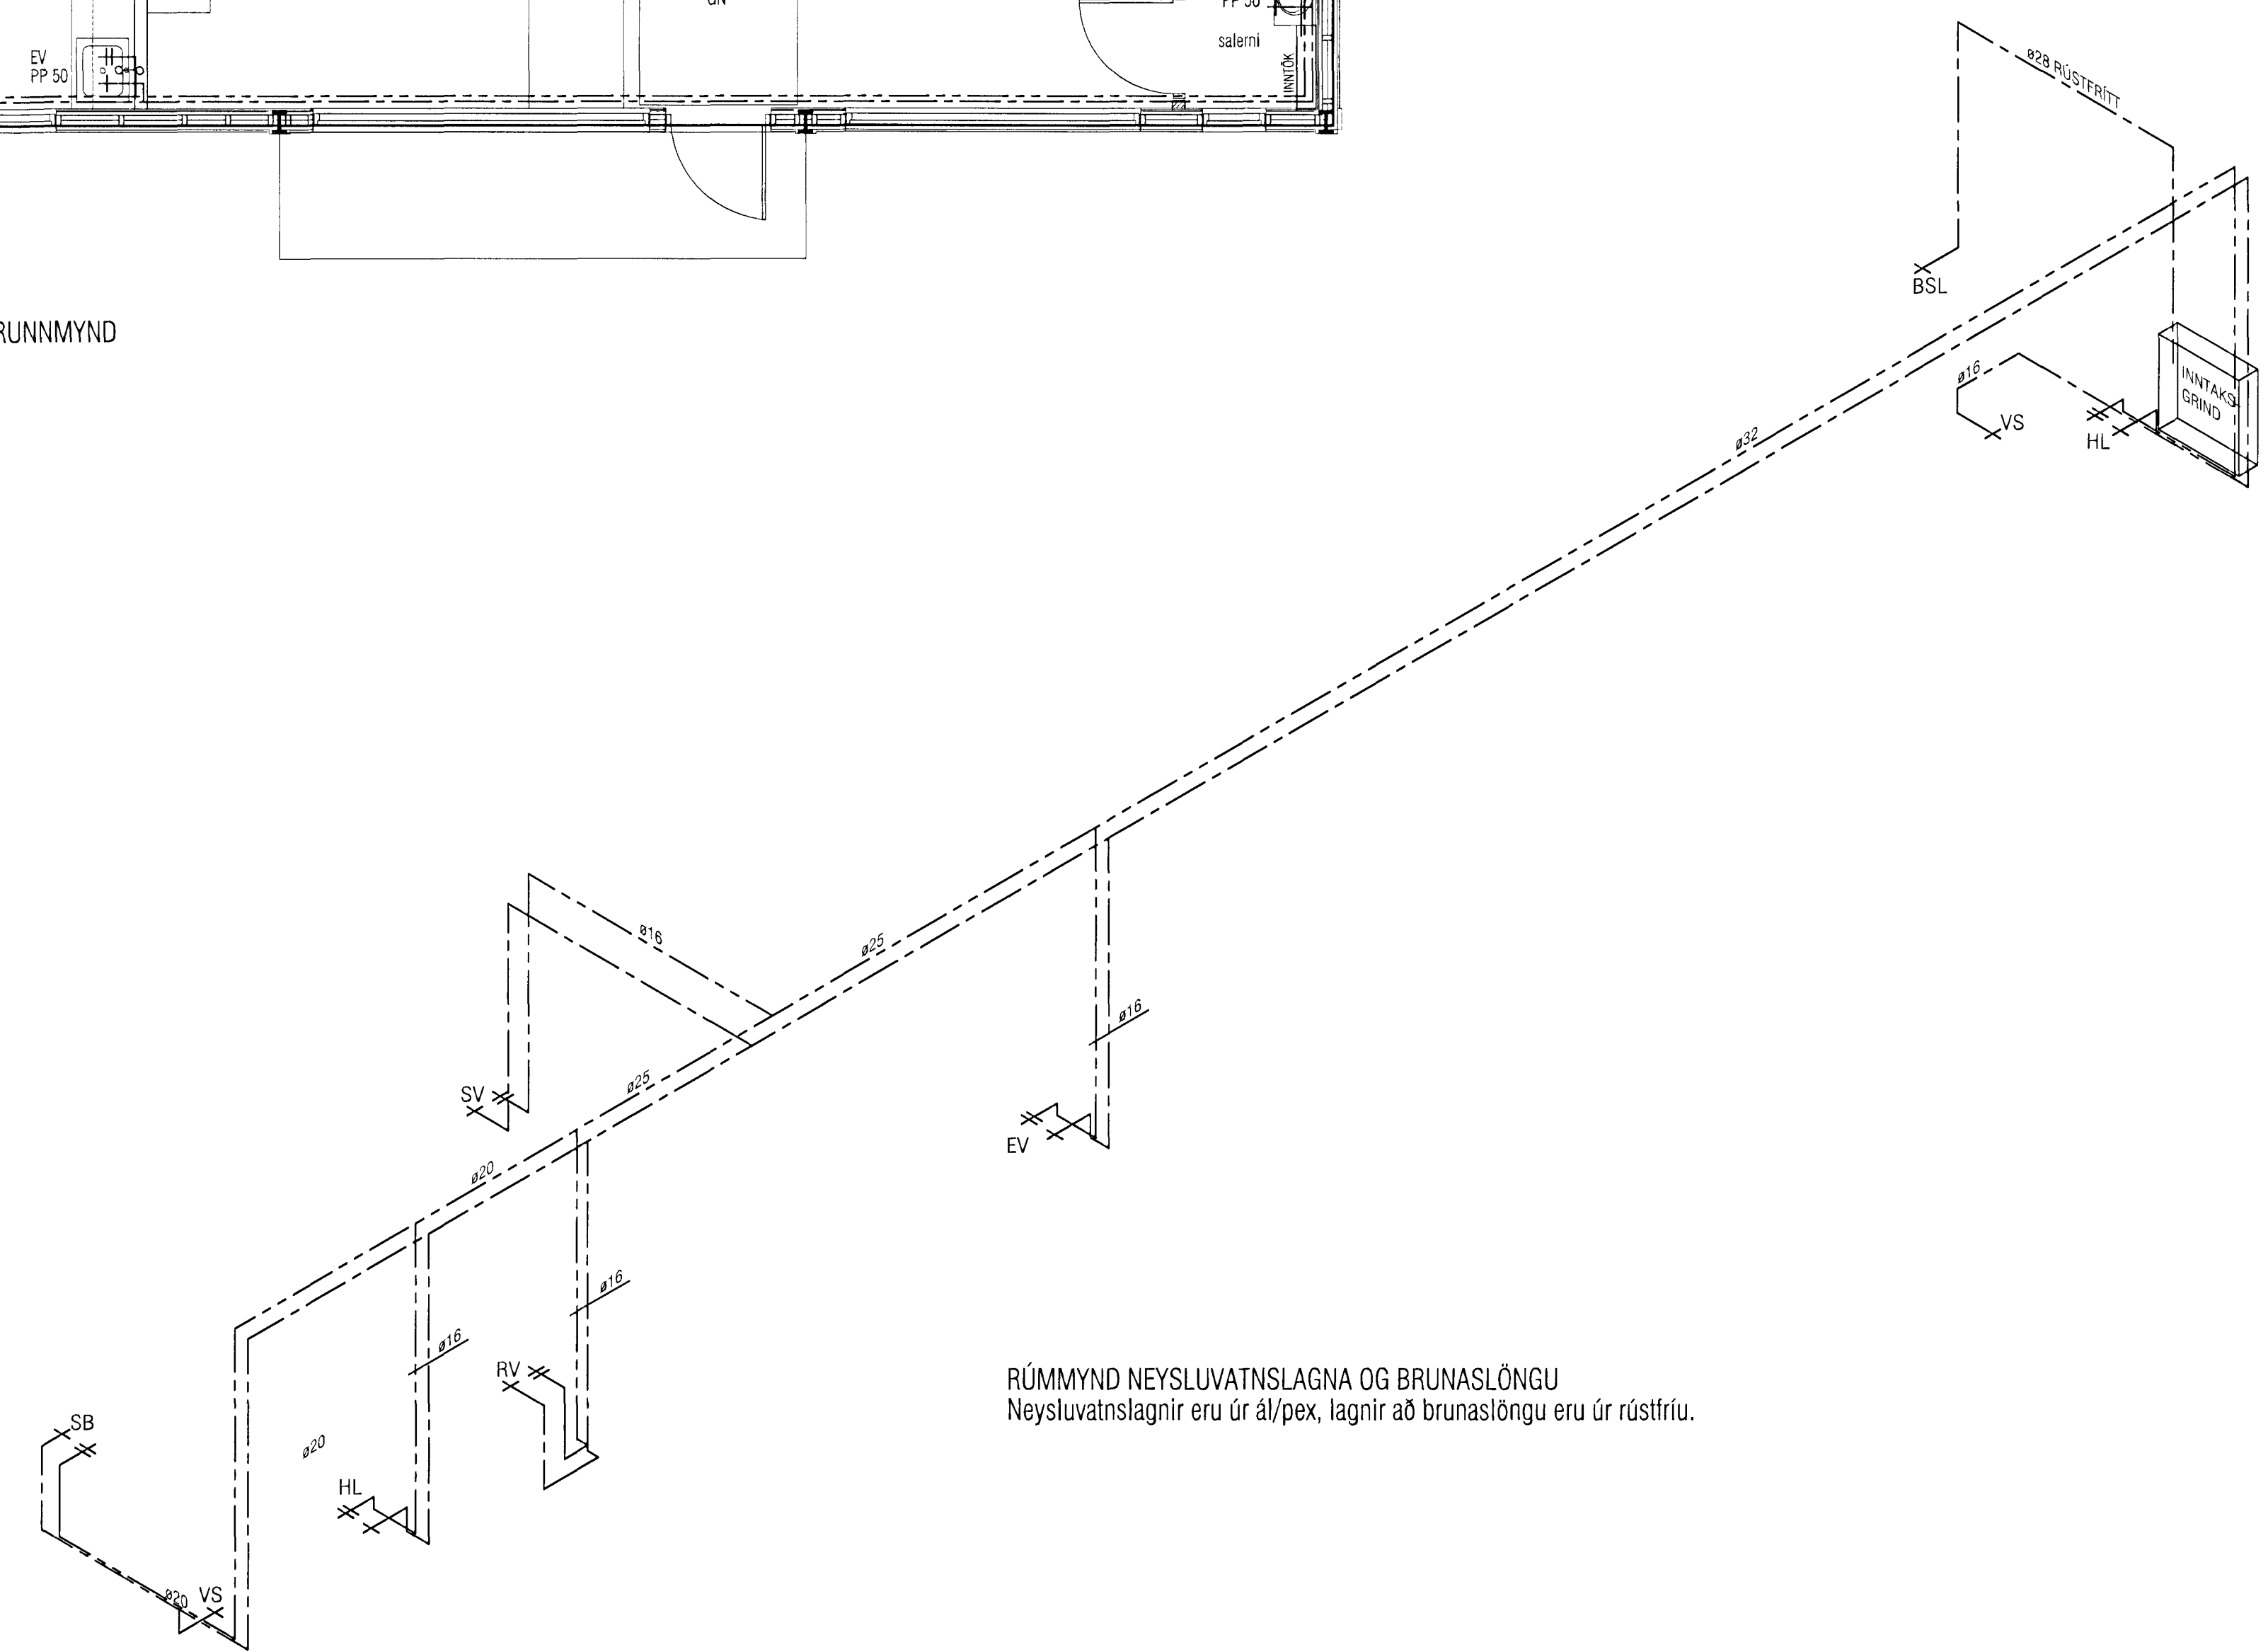 EV
PP 50
salerni
INNTÖK
RUNNMYND
ø28 RÚSTFRÍTT
BSL
ø16
VS
HL
INNTAKS-
GRIND
ø32
ø16
ø25
ø16
SV
ø25
EV
ø20
ø16
ø16
RV
SB
ø20
HL
ø20
VS
RÚMMYND NEYSLUVATNSLAGNA OG BRUNASLÖNGU
Neysluvatnslagnir eru úr ál/pex, lagnir að brunaslöngu eru úr rústfríu.